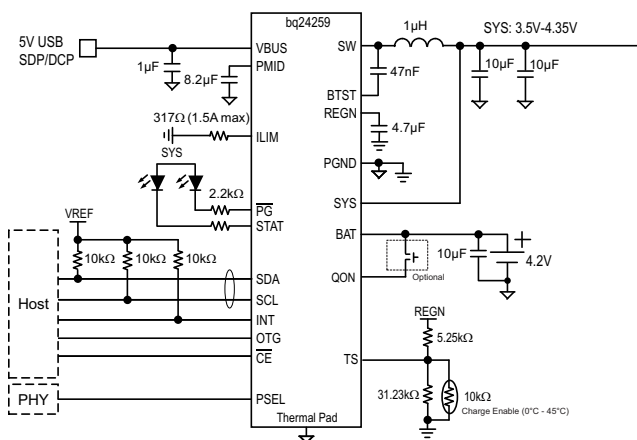 bq24259
5V USB
SDP/DCP
1µF
8.2µF
VBUS
PMID
317Ω (1.5A max)
ILIM
SYS
2.2kΩ
PG
STAT
VREF
10kΩ
10kΩ
10kΩ
Host
SDA
SCL
INT
OTG
CE
PHY
PSEL
Thermal Pad
SW
1µH
SYS: 3.5V-4.35V
10µF
10µF
47nF
BTST
REGN
4.7µF
PGND
SYS
BAT
Optional
10µF
+
4.2V
QON
REGN
5.25kΩ
TS
31.23kΩ
10kΩ
Charge Enable (0°C - 45°C)